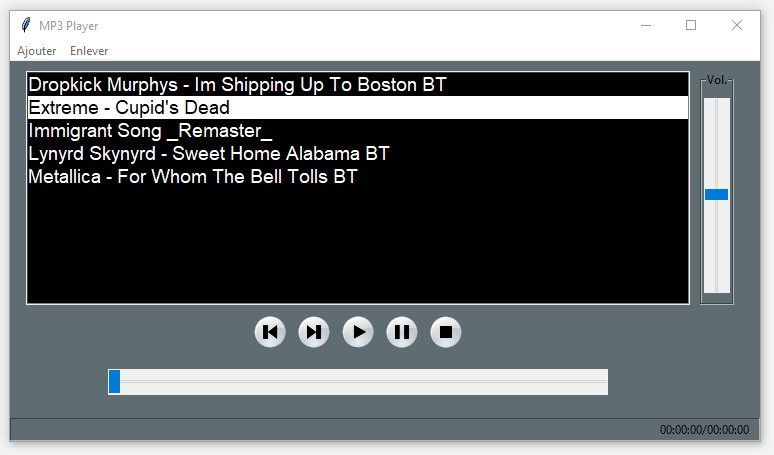 MP3 Player
Ajouter Enlever
Dropkick Murphys - Im Shipping Up To Boston BT
Vol.
Extreme - Cupid's Dead
Immigrant Song _Remaster_
Lynyrd Skynyrd - Sweet Home Alabama BT
Metallica - For Whom The Bell Tolls BT
00:00:00/00:00:00